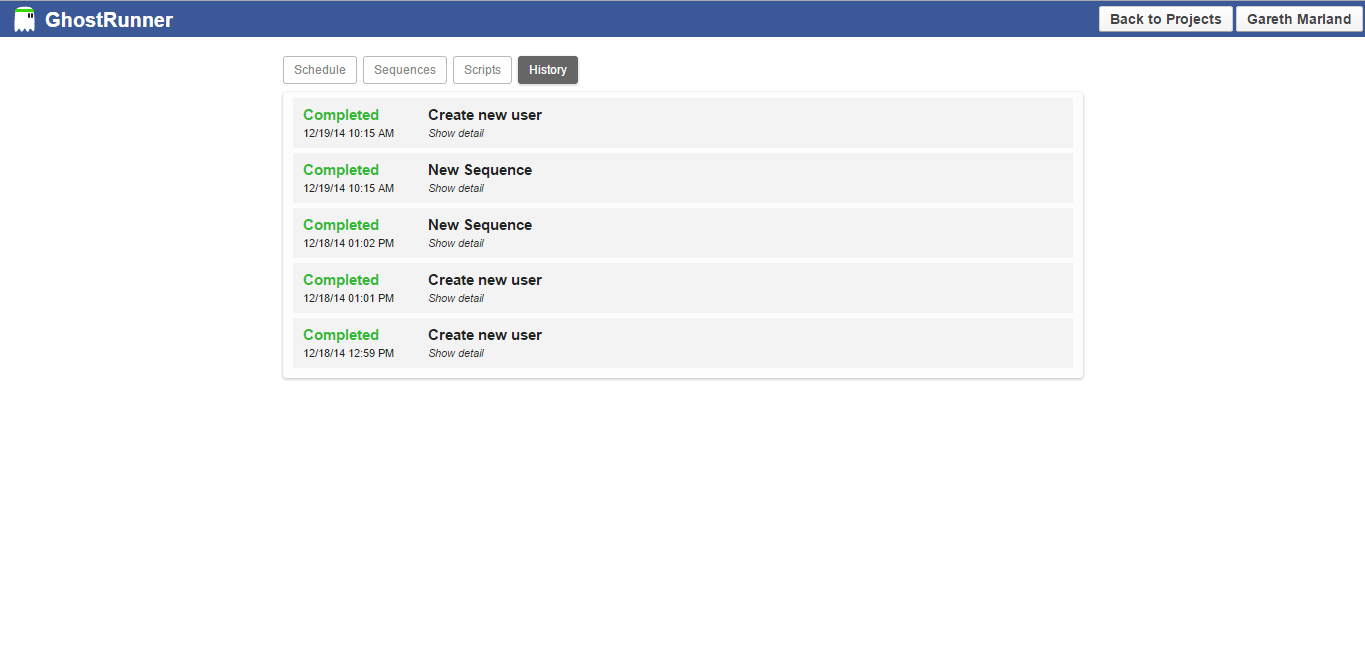 GhostRunner
Back to Projects
Gareth Marland
Schedule
Sequences
Scripts
History
Completed
Create new user
12/19/14 10:15 AM
Show detail
Completed
New Sequence
12/19/14 10:15 AM
Show detail
Completed
New Sequence
12/18/14 01:02 PM
Show detail
Completed
Create new user
12/18/14 01:01 PM
Show detail
Completed
Create new user
12/18/14 12:59 PM
Show detail